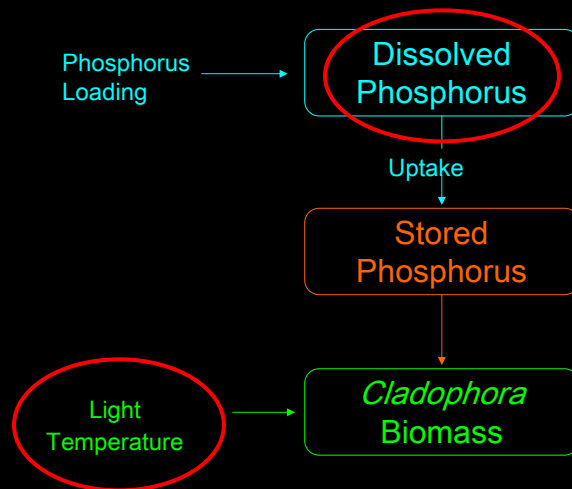 Phosphorus
Loading
Dissolved
Phosphorus
Uptake
Stored
Phosphorus
Light
Temperature
Cladophora
Biomass